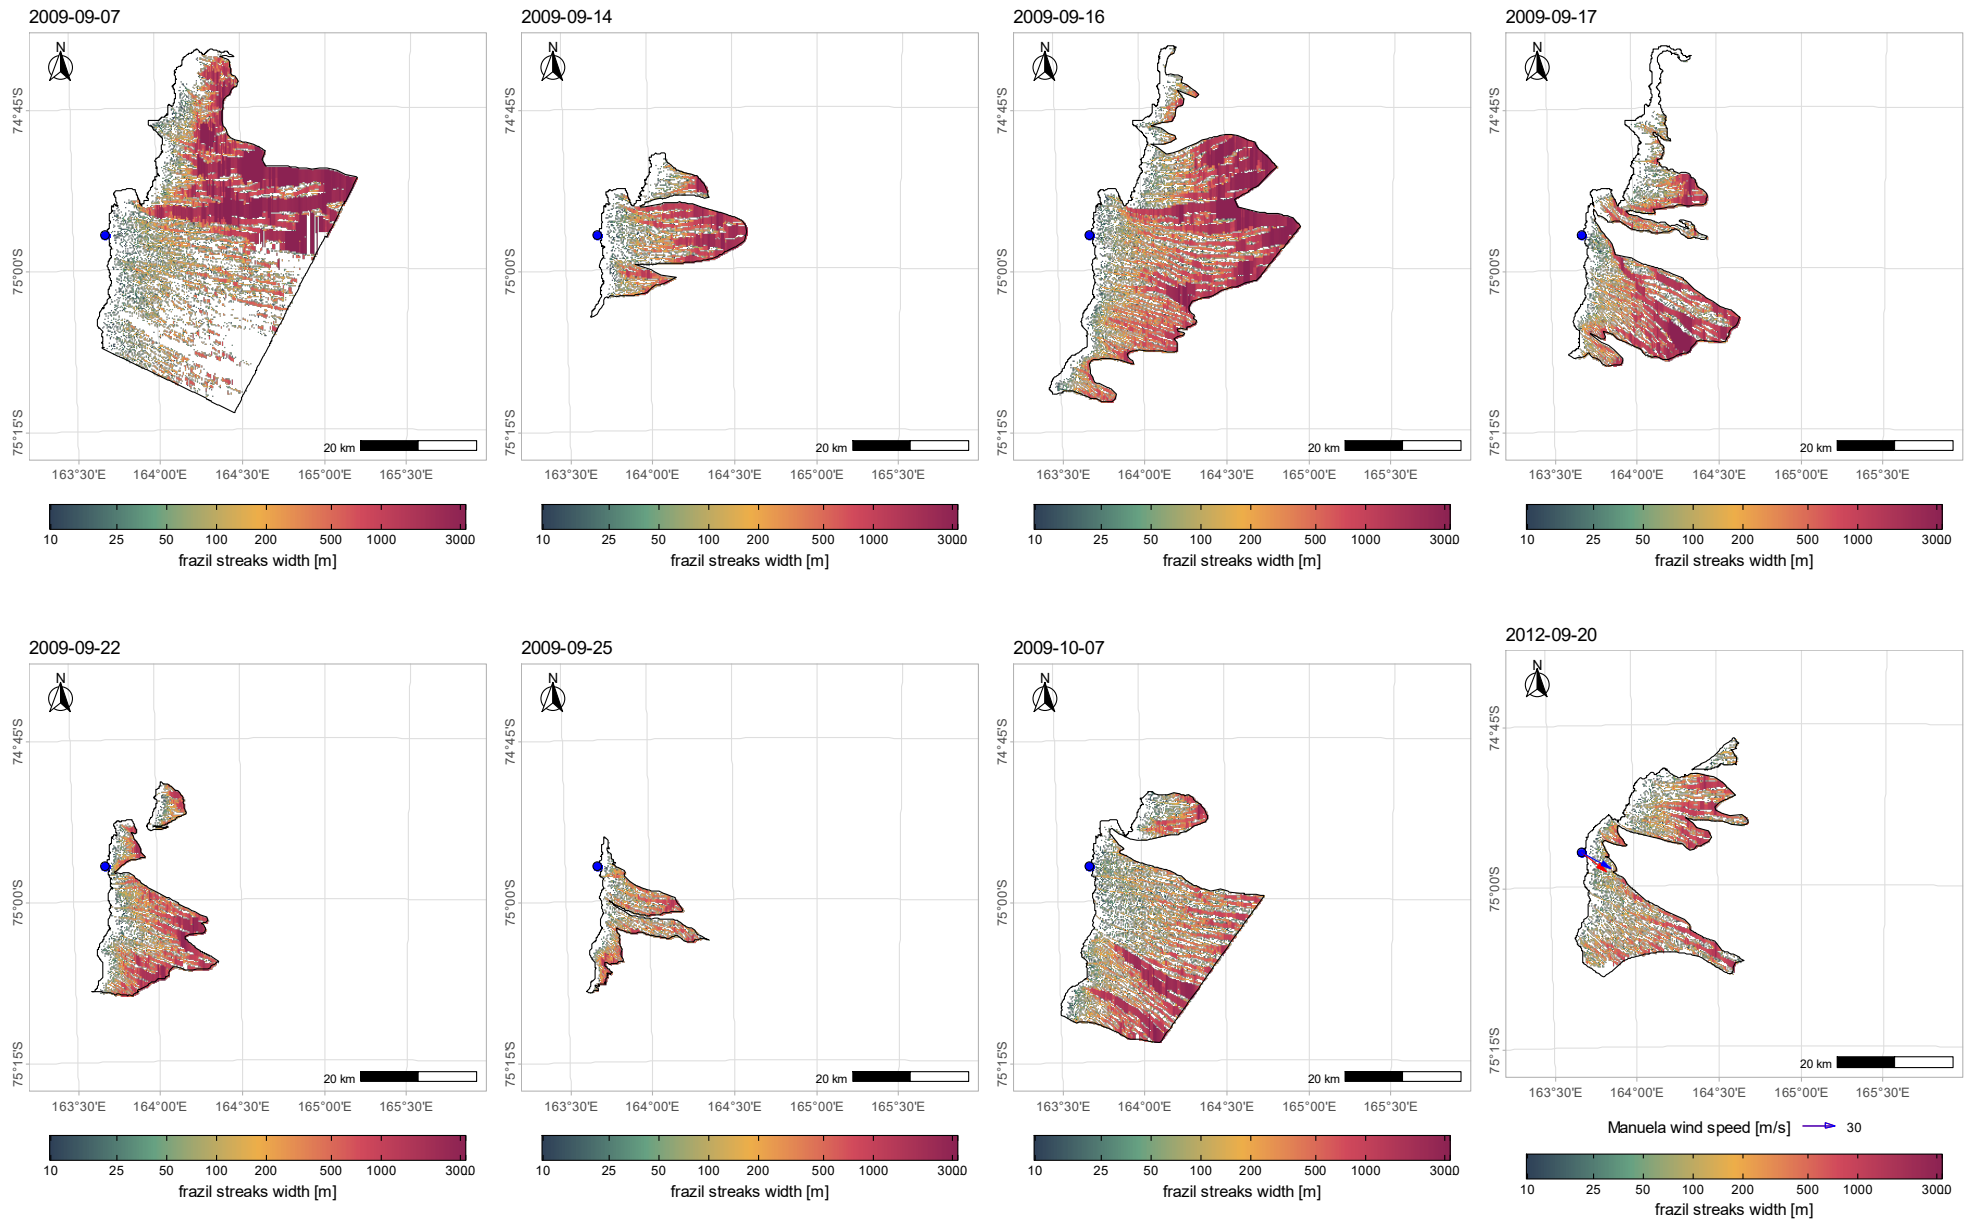 2009-09-07
N
74°45'S
75°00'S
75°15'S
20 km
163°30'E 164°00'E 164°30'E 165°00'E 165°30'E
10 25 50 100 200 500 1000 3000
frazil streaks width [m]
2009-09-14
N
74°45'S
75°00'S
75°15'S
20 km
163°30'E 164°00'E 164°30'E 165°00'E 165°30'E
10 25 50 100 200 500 1000 3000
frazil streaks width [m]
2009-09-16
N
74°45'S
75°00'S
75°15'S
20 km
163°30'E 164°00'E 164°30'E 165°00'E 165°30'E
10 25 50 100 200 500 1000 3000
frazil streaks width [m]
2009-09-17
N
74°45'S
75°00'S
75°15'S
20 km
163°30'E 164°00'E 164°30'E 165°00'E 165°30'E
10 25 50 100 200 500 1000 3000
frazil streaks width [m]
2009-09-22
N
74°45'S
75°00'S
75°15'S
20 km
163°30'E 164°00'E 164°30'E 165°00'E 165°30'E
10 25 50 100 200 500 1000 3000
frazil streaks width [m]
2009-09-25
N
74°45'S
75°00'S
75°15'S
20 km
163°30'E 164°00'E 164°30'E 165°00'E 165°30'E
10 25 50 100 200 500 1000 3000
frazil streaks width [m]
2009-10-07
N
74°45'S
75°00'S
75°15'S
20 km
163°30'E 164°00'E 164°30'E 165°00'E 165°30'E
10 25 50 100 200 500 1000 3000
frazil streaks width [m]
2012-09-20
N
74°45'S
75°00'S
75°15'S
20 km
163°30'E 164°00'E 164°30'E 165°00'E 165°30'E
Manuela wind speed [m/s] 30
10 25 50 100 200 500 1000 3000
frazil streaks width [m]